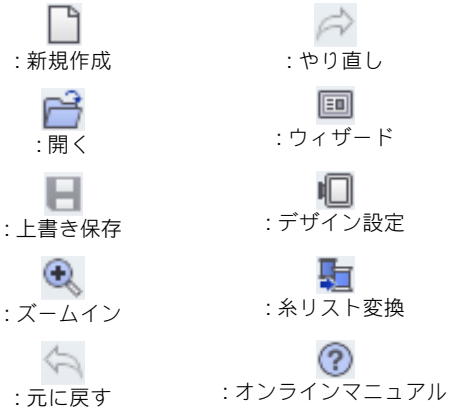 : 新規作成
: 開く
: 上書き保存
: ズームイン
: 元に戻す
: やり直し
: ウィザード
: デザイン設定
: 糸リスト変換
: オンラインマニュアル